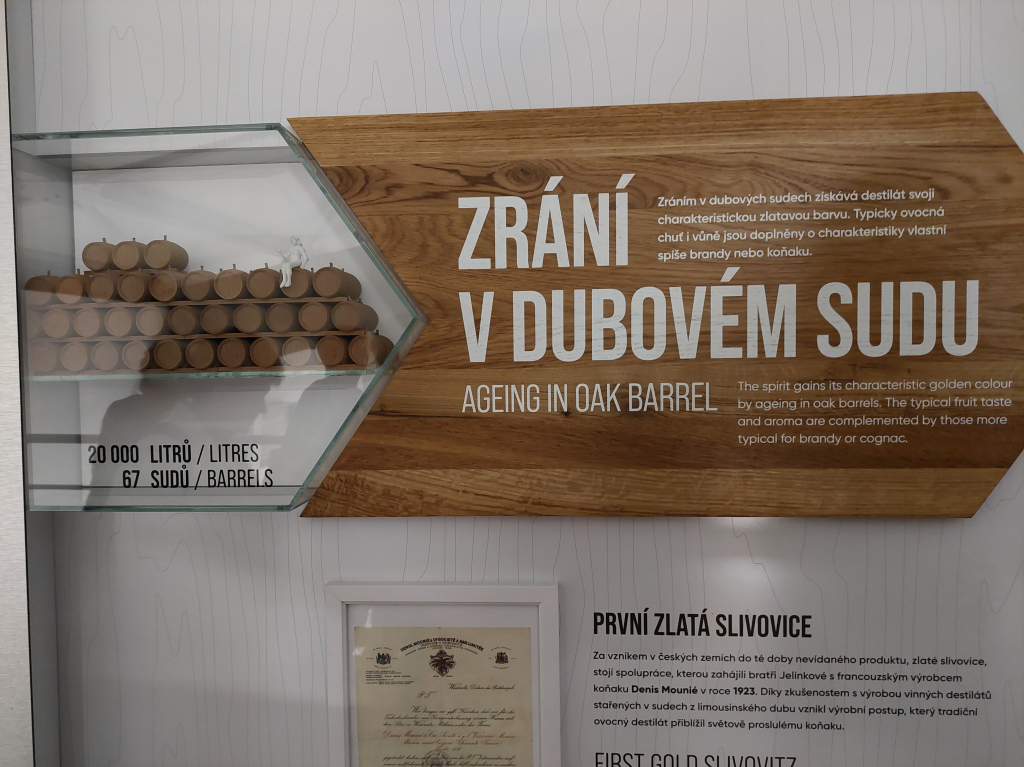 ZRÁNÍ
Zráním v dubových sudech získává destilát svoji
charakteristickou zlatavou barvu. Typicky ovocná
chuť i vůně jsou doplněny o charakteristiky vlastní
spíše brandy nebo koňaku.
V DUBOVÉM SUDU
AGEING IN OAK BARREL
The spirit gains its characteristic golden colour
by ageing in oak barrels. The typical fruit taste
and aroma are complemented by those more
typical for brandy or cognac.
20 000 LITRŮ / LITRES
67 SUDŮ / BARRELS
PRVNÍ ZLATÁ SLIVOVICE
Za vznikem v českých zemích do té doby nevídaného produktu, zlaté slivovice,
stojí spolupráce, kterou zahájili bratři Jelínkové s francouzským výrobcem
koňaku Denis Mounié v roce 1923. Díky zkušenostem s výrobou vinných destilátů
stařených v sudech z limousinského dubu vznikl výrobní postup, který tradiční
ovocný destilát přiblížil světově proslulému koňaku.
FIRST GOLD SLIVOVITZ